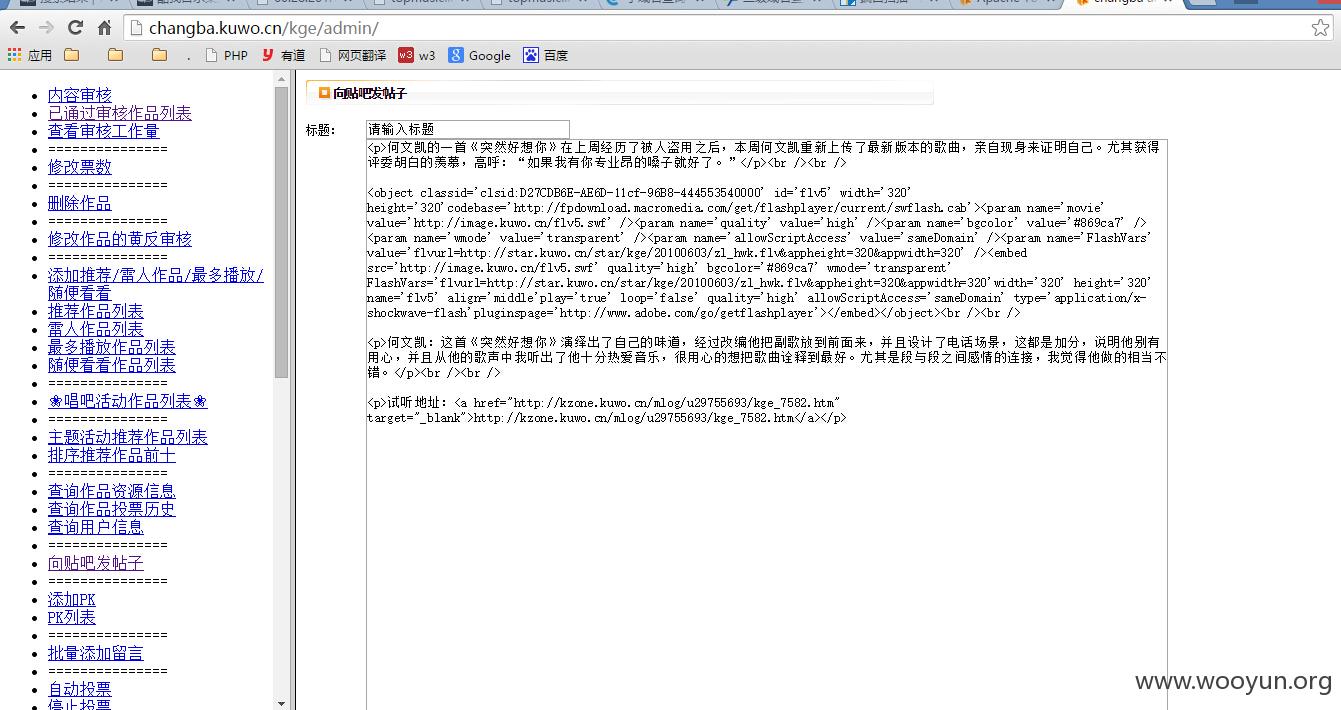 changba.kuwo.cn/kge/admin/
应用 . PHP 有道 网页翻译 w3 w3 Google 百度
内容审核
已通过审核作品列表
查看审核工作量
===============
修改票数
===============
删除作品
===============
修改作品的黄反审核
===============
添加推荐/雷人作品/最多播放/
随便看看
推荐作品列表
雷人作品列表
最多播放作品列表
随便看看作品列表
===============
❀唱吧活动作品列表❀
===============
主题活动推荐作品列表
排序推荐作品前十
===============
查询作品资源信息
查询作品投票历史
查询用户信息
===============
向贴吧发帖子
===============
添加PK
PK列表
===============
批量添加留言
===============
自动投票
停止投票
向贴吧发帖子
标题： 请输入标题
<p>何文凯的一首《突然好想你》在上周经历了被人盗用之后，本周何文凯重新上传了最新版本的歌曲，亲自现身来证明自己。尤其获得
评委胡白的羡慕，高呼：“如果我有你专业昂的嗓子就好了。”</p><br /><br />
<object classid='clsid:D27CDB6E-AE6D-11cf-96B8-444553540000' id='flv5' width='320'
height='320'codebase='http://fpdownload.macromedia.com/get/flashplayer/current/swflash.cab'><param name='movie'
value='http://image.kuwo.cn/flv5.swf' /><param name='quality' value='high' /><param name='bgcolor' value='#869ca7' />
<param name='wmode' value='transparent' /><param name='allowScriptAccess' value='sameDomain' /><param name='FlashVars'
value='flvurl=http://star.kuwo.cn/star/kge/20100603/zl_hwk.flv&appheight=320&appwidth=320' /><embed
src='http://image.kuwo.cn/flv5.swf' quality='high' bgcolor='#869ca7' wmode='transparent'
FlashVars='flvurl=http://star.kuwo.cn/star/kge/20100603/zl_hwk.flv&appheight=320&appwidth=320'width='320' height='320'
name='flv5' align='middle'play='true' loop='false' quality='high' allowScriptAccess='sameDomain' type='application/x-
shockwave-flash'pluginspage='http://www.adobe.com/go/getflashplayer'></embed></object><br /><br />
<p>何文凯：这首《突然好想你》演绎出了自己的味道，经过改编他把副歌放到前面来，并且设计了电话场景，这都是加分，说明他别有
用心，并且从他的歌声中我听出了他十分热爱音乐，很用心的想把歌曲诠释到最好。尤其是段与段之间感情的连接，我觉得他做的相当不
错。</p><br /><br />
<p>试听地址：<a href="http://kzone.kuwo.cn/mlog/u29755693/kge_7582.htm"
target="_blank">http://kzone.kuwo.cn/mlog/u29755693/kge_7582.htm</a></p>
www.wooyun.org